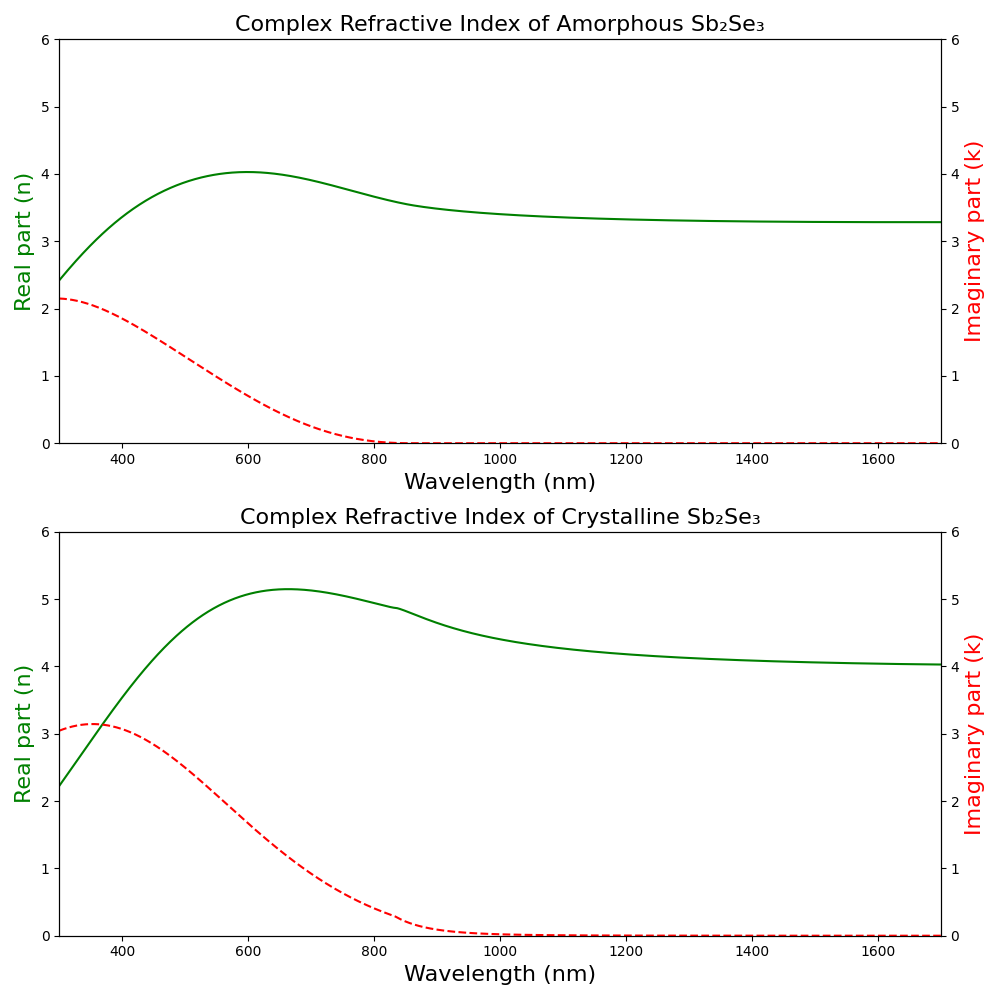 Complex Refractive Index of Amorphous Sb₂Se₃
6
5
4
3
2
1
0
Real part (n)
6
5
4
3
2
1
0
Imaginary part (k)
400 600 800 1000 1200 1400 1600
Wavelength (nm)
Complex Refractive Index of Crystalline Sb₂Se₃
6
5
4
3
2
1
0
Real part (n)
6
5
4
3
2
1
0
Imaginary part (k)
400 600 800 1000 1200 1400 1600
Wavelength (nm)